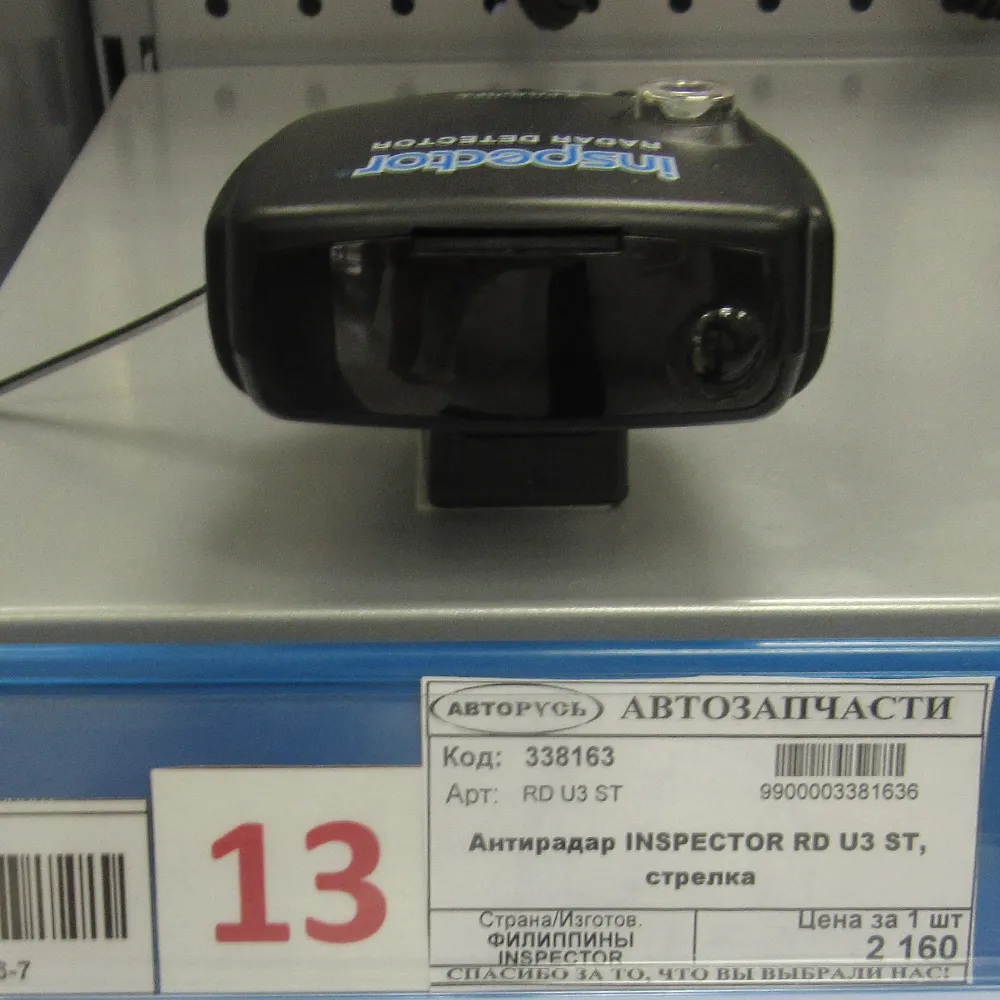 inspector
RADAR DETECTOR
АВТОРУСЬ АВТОЗАПЧАСТИ
Код: 338163
Арт: RD U3 ST
9900003381636
Антирадар INSPECTOR RD U3 ST,
стрелка
Страна/Изготов.
ФИЛИППИНЫ
INSPECTOR
Цена за 1 шт
2 160
СПАСИБО ЗА ТО, ЧТО ВЫ ВЫБРАЛИ НАС!
13
-7